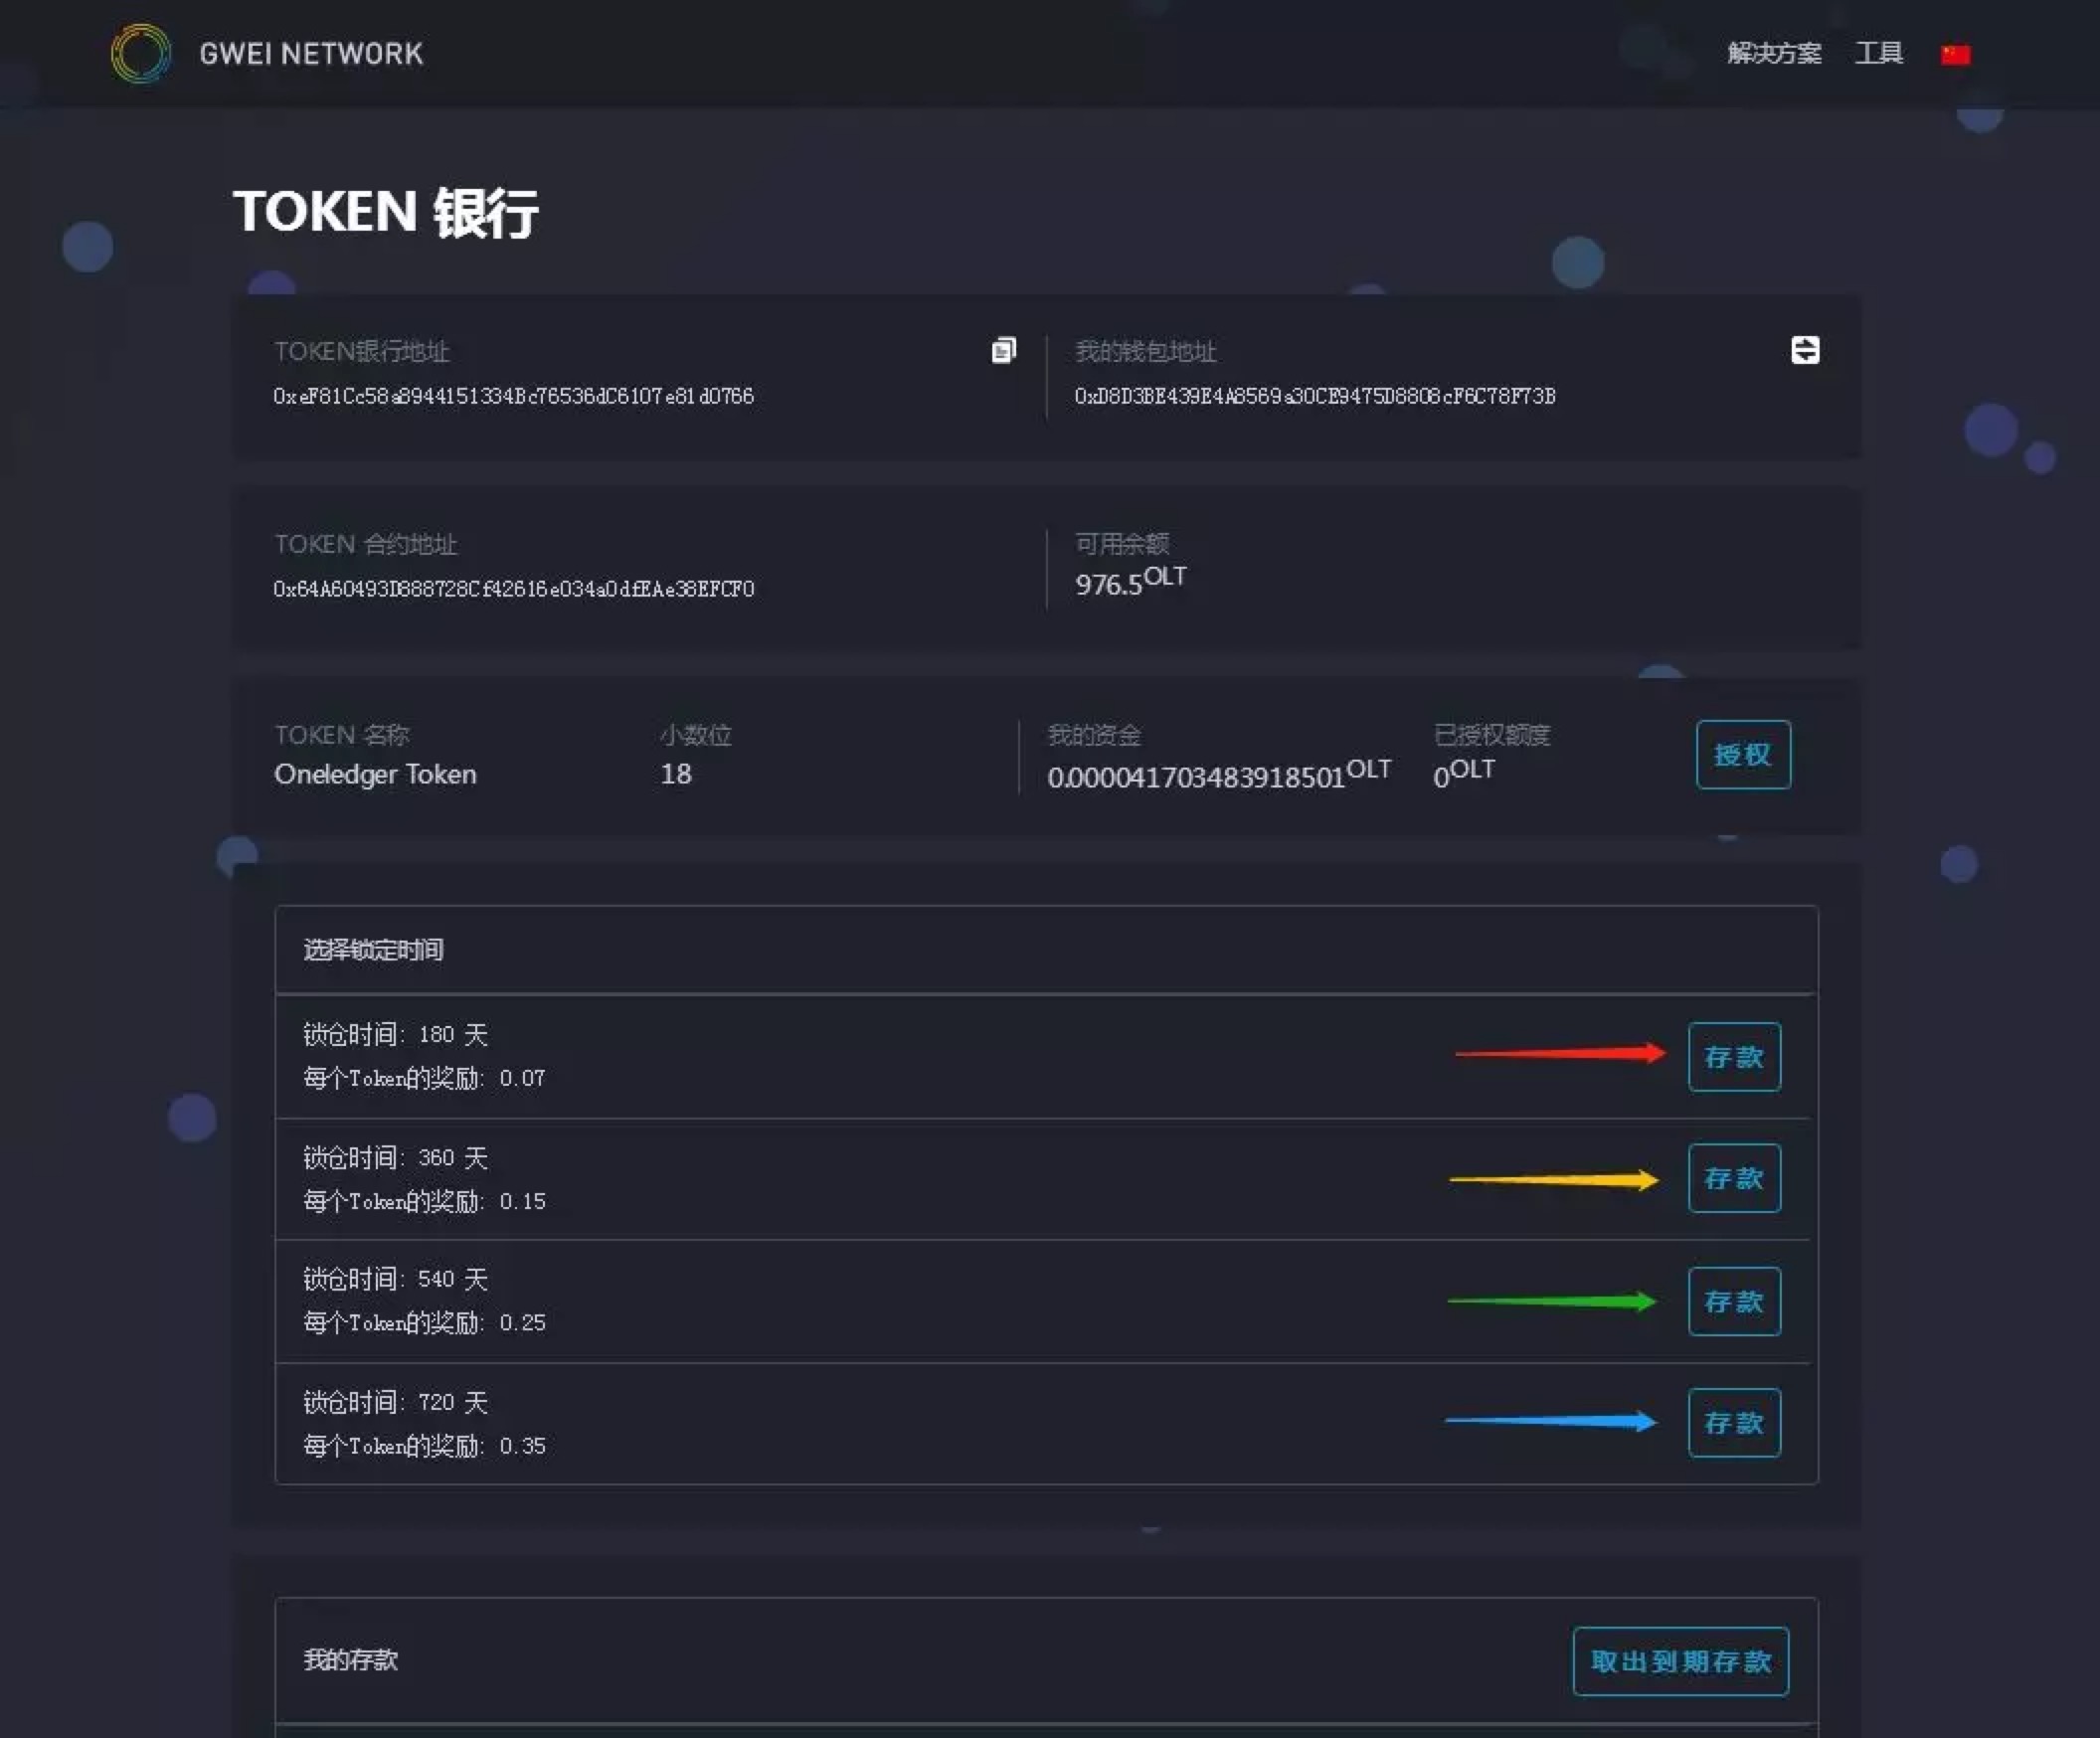 GWEI NETWORK
解决方案 工具
TOKEN 银行
TOKEN银行地址
0xeF81Cc58a8944151334Bc76536dC6107e81d0766
我的钱包地址
0xD8D3BE439E4A8569a30CE9475D8808cF6C78F73B
TOKEN 合约地址
0x64A60493D888728Cf42616e034a0dfEAe38EFCF0
可用余额
976.5OLT
TOKEN 名称
Oneledger Token
小数位
18
我的资金
0.000041703483918501OLT
已授权额度
0OLT
授权
选择锁定时间
锁仓时间: 180 天
每个Token的奖励: 0.07
存款
锁仓时间: 360 天
每个Token的奖励: 0.15
存款
锁仓时间: 540 天
每个Token的奖励: 0.25
存款
锁仓时间: 720 天
每个Token的奖励: 0.35
存款
我的存款
取出到期存款